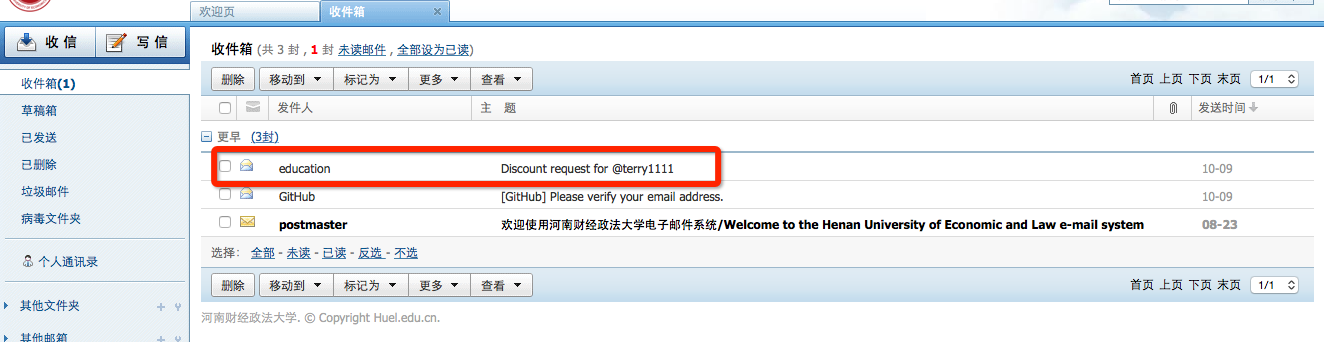 欢迎页 收件箱
收信 写信
收件箱 (共 3 封 , 1 封 未读邮件 , 全部设为已读)
删除 移动到 标记为 更多 查看 首页 上页 下页 末页 1/1
收件箱(1)
草稿箱
已发送
已删除
垃圾邮件
病毒文件夹
个人通讯录
其他文件夹
其他邮箱
发件人 主 题 发送时间
更早 (3封)
education Discount request for @terry1111 10-09
GitHub [GitHub] Please verify your email address. 10-09
postmaster 欢迎使用河南财经政法大学电子邮件系统/Welcome to the Henan University of Economic and Law e-mail system 08-23
选择: 全部 - 未读 - 已读 - 反选 - 不选
删除 移动到 标记为 更多 查看 首页 上页 下页 末页 1/1
河南财经政法大学. © Copyright Huel.edu.cn.